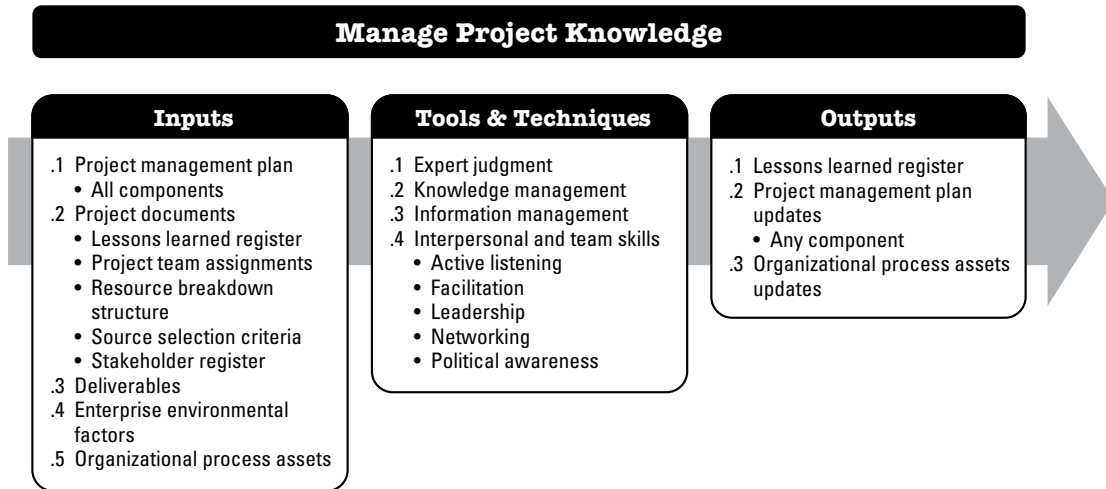 Manage Project Knowledge
Inputs
.1 Project management plan
• All components
.2 Project documents
• Lessons learned register
• Project team assignments
• Resource breakdown
structure
• Source selection criteria
• Stakeholder register
.3 Deliverables
.4 Enterprise environmental
factors
.5 Organizational process assets
Tools & Techniques
.1 Expert judgment
.2 Knowledge management
.3 Information management
.4 Interpersonal and team skills
• Active listening
• Facilitation
• Leadership
• Networking
• Political awareness
Outputs
.1 Lessons learned register
.2 Project management plan
updates
• Any component
.3 Organizational process assets
updates